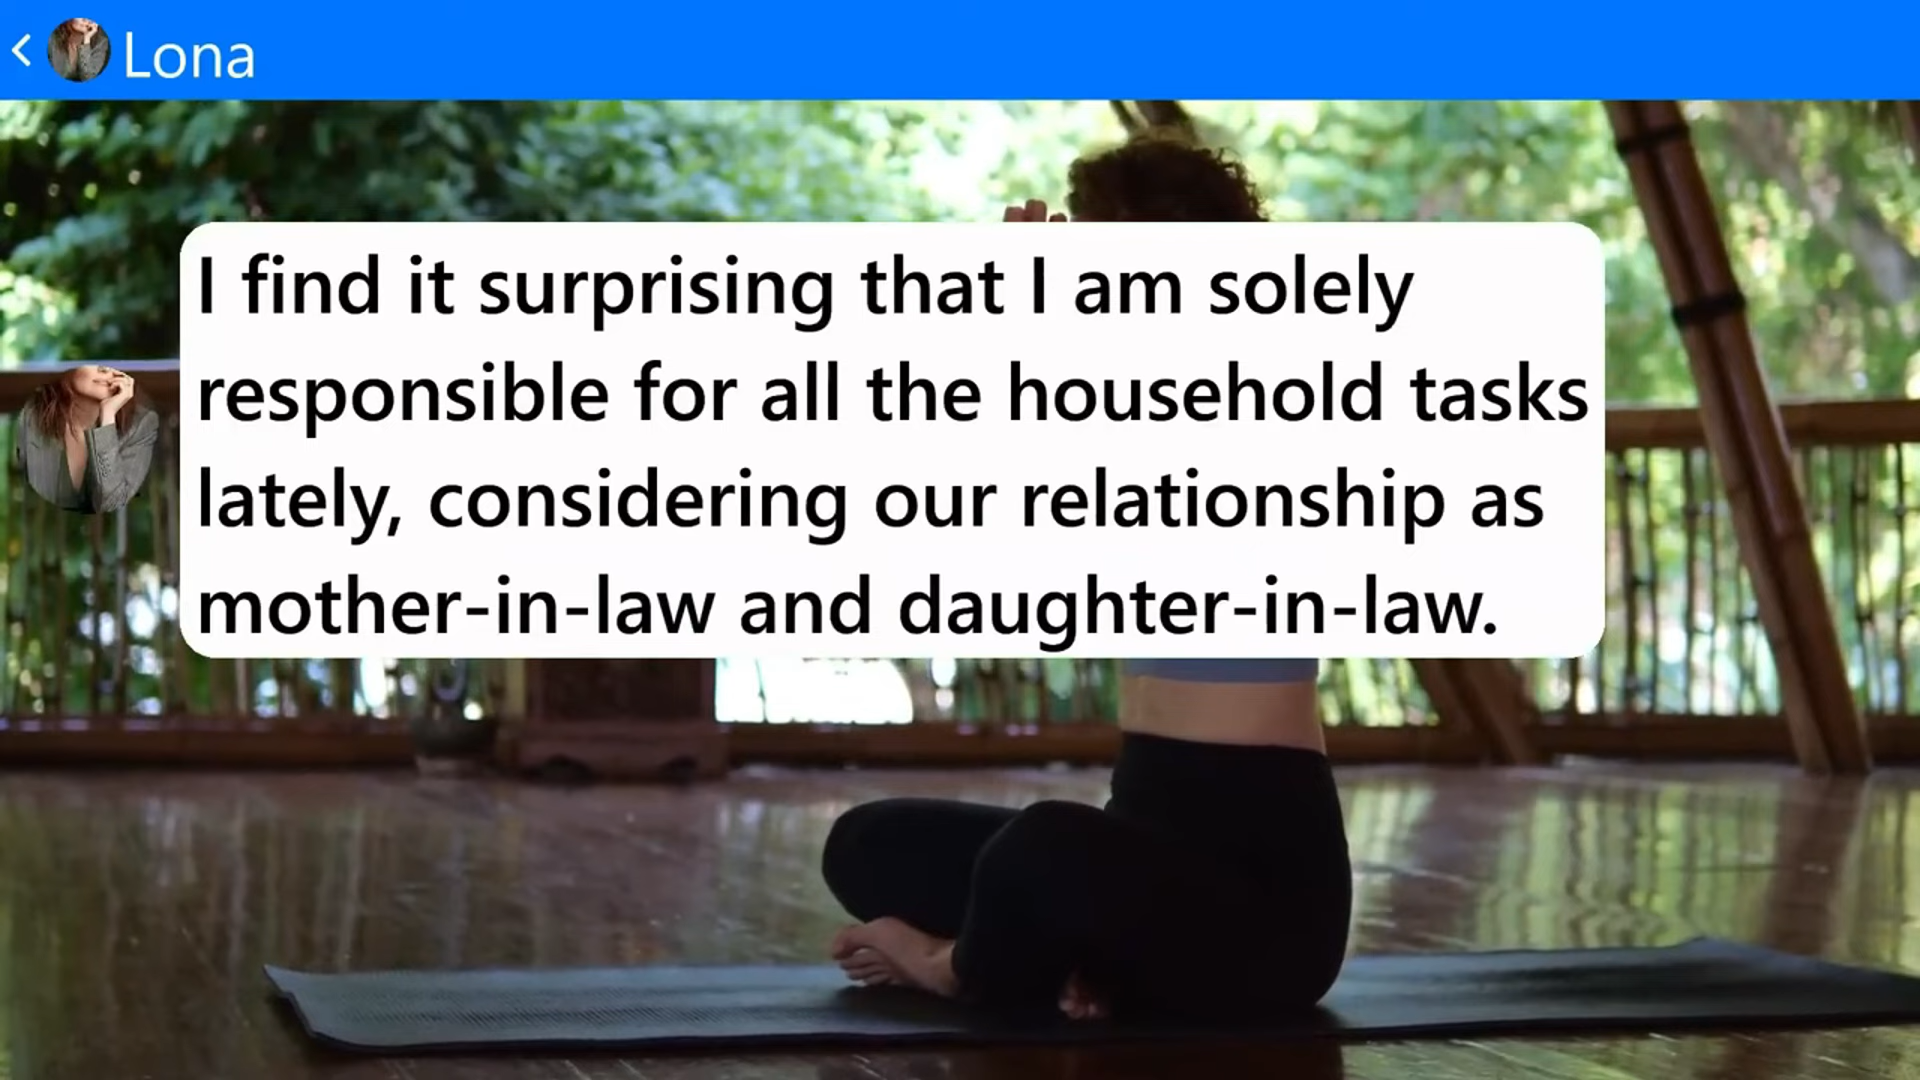 Lona
I find it surprising that I am solely
responsible for all the household tasks
lately, considering our relationship as
mother-in-law and daughter-in-law.